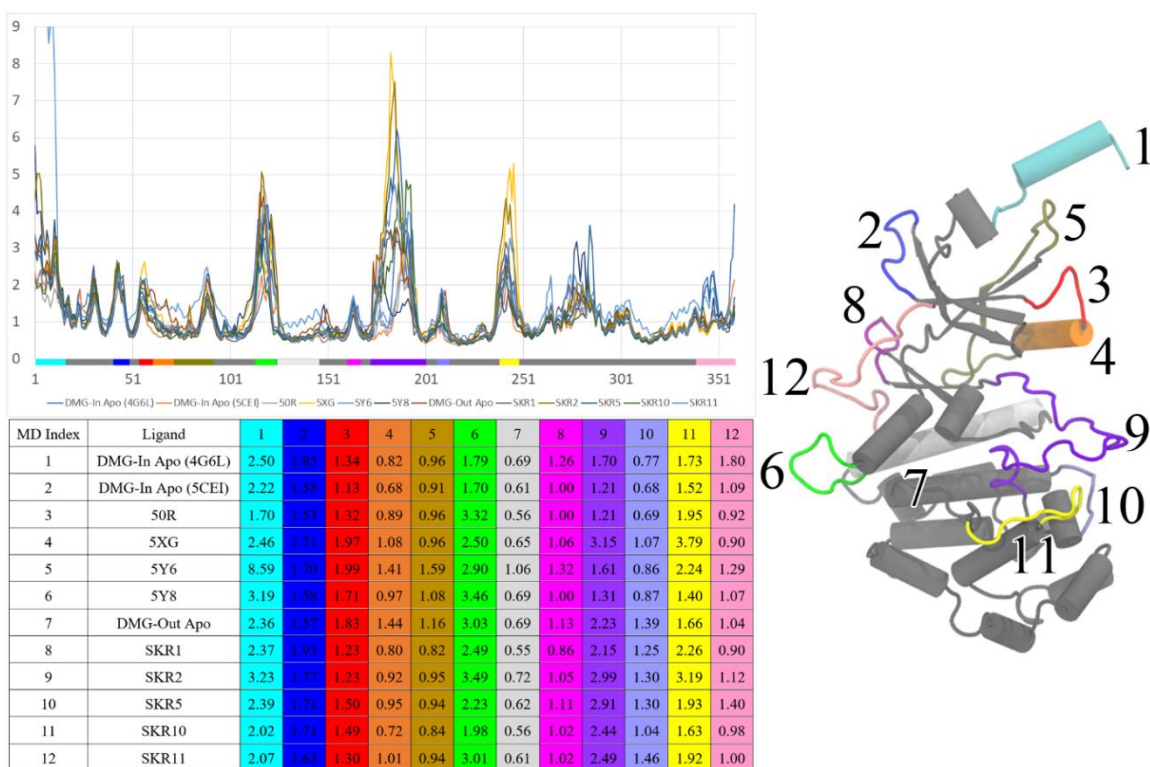 9
8
7
6
5
4
3
2
1
0
1 51 101 151 201 251 301 351
DMG-In Apo (4G6L) DMG-In Apo (5CEI) 50R 5XG 5Y6 5Y8 DMG-Out Apo SKR1 SKR2 SKR5 SKR10 SKR11
MD Index Ligand 1 2 3 4 5 6 7 8 9 10 11 12
1 DMG-In Apo (4G6L) 2.50 1.85 1.34 0.82 0.96 1.79 0.69 1.26 1.70 0.77 1.73 1.80
2 DMG-In Apo (5CEI) 2.22 1.58 1.13 0.68 0.91 1.70 0.61 1.00 1.21 0.68 1.52 1.09
3 50R 1.70 1.53 1.32 0.89 0.96 3.32 0.56 1.00 1.21 0.69 1.95 0.92
4 5XG 2.46 1.71 1.97 1.08 0.96 2.50 0.65 1.06 3.15 1.07 3.79 0.90
5 5Y6 8.59 1.70 1.99 1.41 1.59 2.90 1.06 1.32 1.61 0.86 2.24 1.29
6 5Y8 3.19 1.58 1.71 0.97 1.08 3.46 0.69 1.00 1.31 0.87 1.40 1.07
7 DMG-Out Apo 2.36 1.57 1.83 1.44 1.16 3.03 0.69 1.13 2.23 1.39 1.66 1.04
8 SKR1 2.37 1.93 1.23 0.80 0.82 2.49 0.55 0.86 2.15 1.25 2.26 0.90
9 SKR2 3.23 1.77 1.23 0.92 0.95 3.49 0.72 1.05 2.99 1.30 3.19 1.12
10 SKR5 2.39 1.71 1.50 0.95 0.94 2.23 0.62 1.11 2.91 1.30 1.93 1.40
11 SKR10 2.02 1.71 1.49 0.72 0.84 1.98 0.56 1.02 2.44 1.04 1.63 0.98
12 SKR11 2.07 1.63 1.30 1.01 0.94 3.01 0.61 1.02 2.49 1.46 1.92 1.00
1
2
5
3
8
4
12
9
6
7
10
11